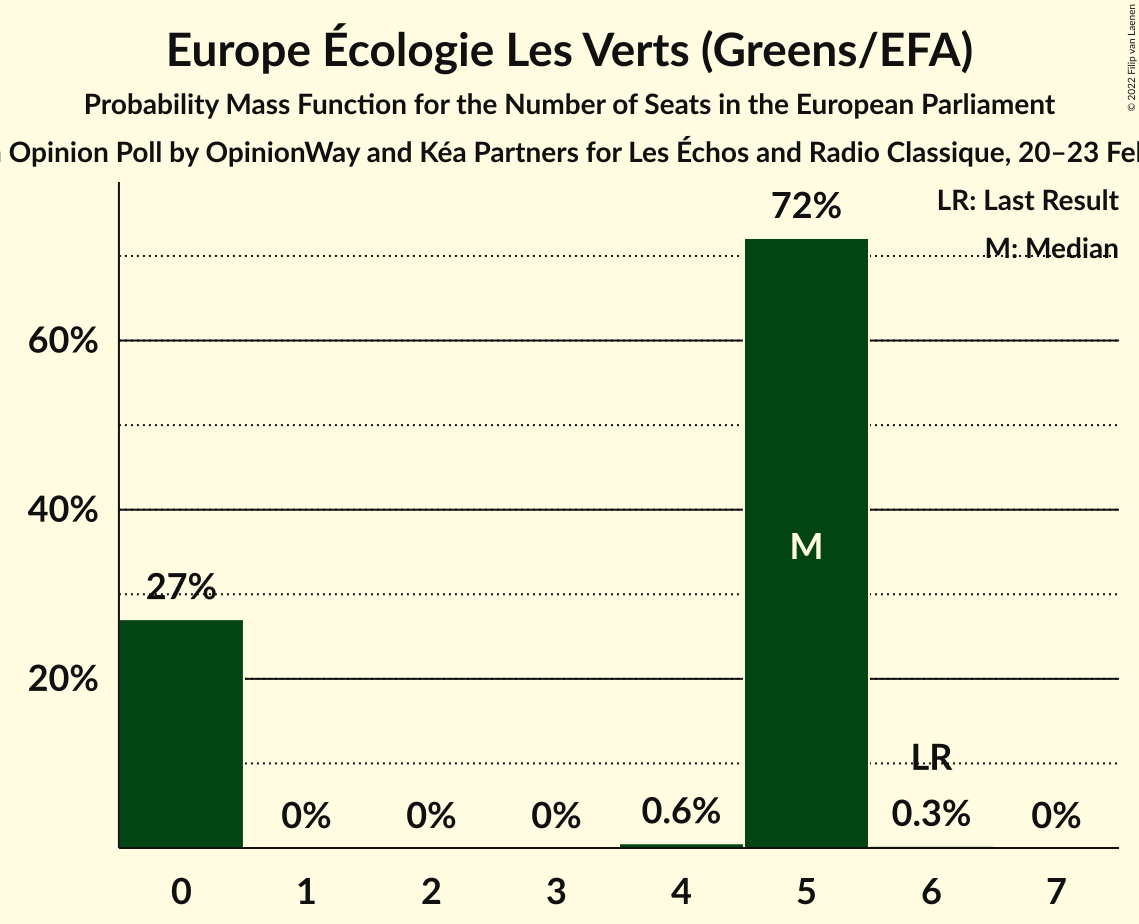 Europe Écologie Les Verts (Greens/EFA)
Probability Mass Function for the Number of Seats in the European Parliament
Opinion Poll by OpinionWay and Kéa Partners for Les Échos and Radio Classique, 20–23
© 2022 Filip van Laenen
LR: Last Result
M: Median
72%
60%
40%
M
27%
20%
LR
0% 0% 0% 0.6% 0.3% 0%
0 1 2 3 4 5 6 7